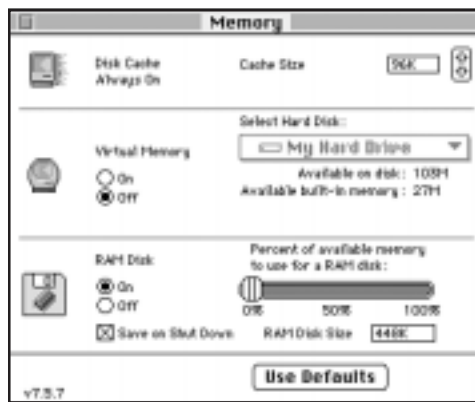 Memory
Disk Cache
Always On
Cache Size
96K
Select Hard Disk:
My Hard Drive
Virtual Memory
On
Off
Available on disk: 103M
Available built-in memory: 27M
RAM Disk
On
Off
Save on Shut Down
Percent of available memory
to use for a RAM disk:
0% 50% 100%
RAM Disk Size
448K
Use Defaults
v7.5.7